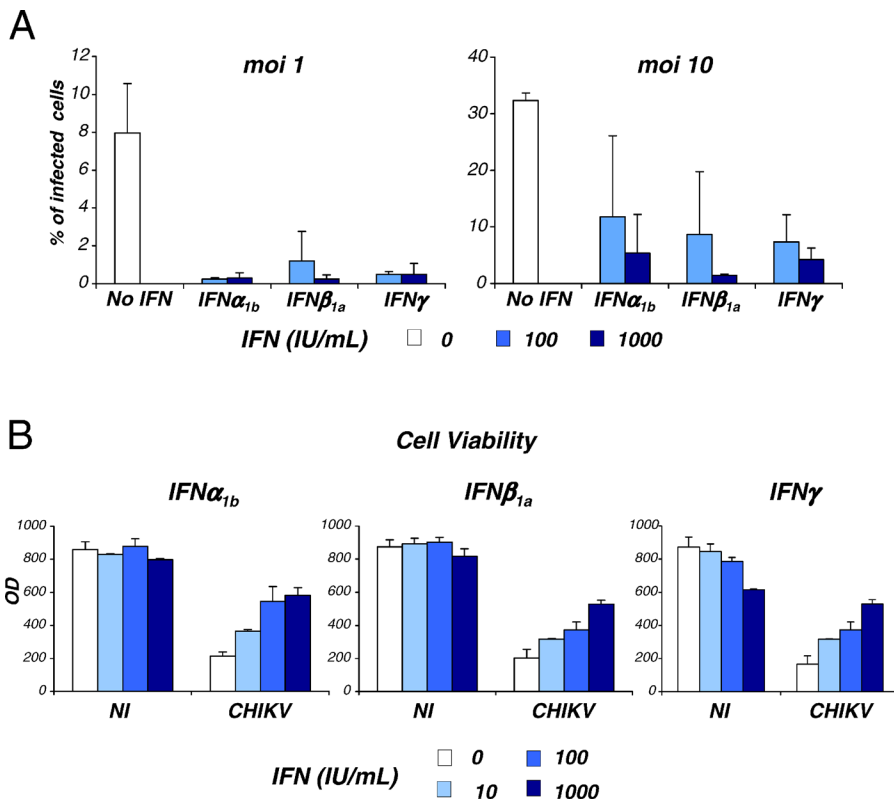 A
moi 1
moi 10
% of infected cells
12
10
8
6
4
2
0
40
30
20
10
0
No IFN IFNα1b IFNβ1a IFNγ
No IFN IFNα1b IFNβ1a IFNγ
IFN (IU/mL) 0 100 1000
B
Cell Viability
IFNα1b
IFNβ1a
IFNγ
OD
1000
800
600
400
200
0
1000
800
600
400
200
0
1000
800
600
400
200
0
NI CHIKV
NI CHIKV
NI CHIKV
IFN (IU/mL)
0 100
10 1000